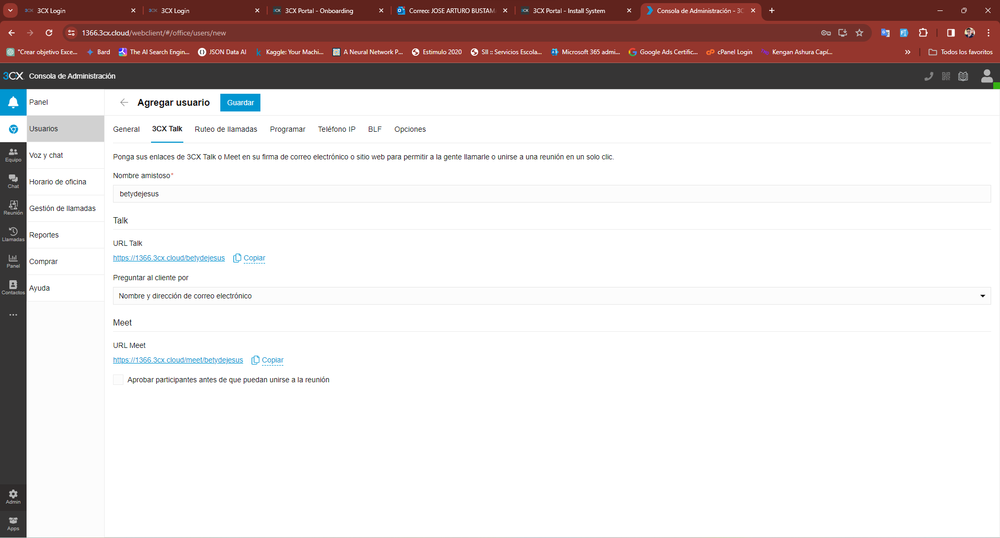 3CX Login
3CX Login
3CX Portal - Onboarding
Correo: JOSE ARTURO BUSTAM
3CX Portal - Install System
Consola de Administración - 3C
1366.3cx.cloud/webclient/#/office/users/new
"Crear objetivo Exce...
Bard
The AI Search Engin...
JSON Data AI
Kaggle: Your Machi...
A Neural Network P...
Estimulo 2020
SII :: Servicios Escola...
Microsoft 365 admi...
Google Ads Certific...
cPanel Login
Kengan Ashura Capí...
Todos los favoritos
3CX Consola de Administración
Equipo
Chat
Reunión
Llamadas
Panel
Contactos
Admin
Apps
Panel
Usuarios
Voz y chat
Horario de oficina
Gestión de llamadas
Reportes
Comprar
Ayuda
Agregar usuario
Guardar
General
3CX Talk
Ruteo de llamadas
Programar
Teléfono IP
BLF
Opciones
Ponga sus enlaces de 3CX Talk o Meet en su firma de correo electrónico o sitio web para permitir a la gente llamarle o unirse a una reunión en un solo clic.
Nombre amistoso*
betydejesus
Talk
URL Talk
https://1366.3cx.cloud/betydejesus Copiar
Preguntar al cliente por
Nombre y dirección de correo electrónico
Meet
URL Meet
https://1366.3cx.cloud/meet/betydejesus Copiar
Aprobar participantes antes de que puedan unirse a la reunión